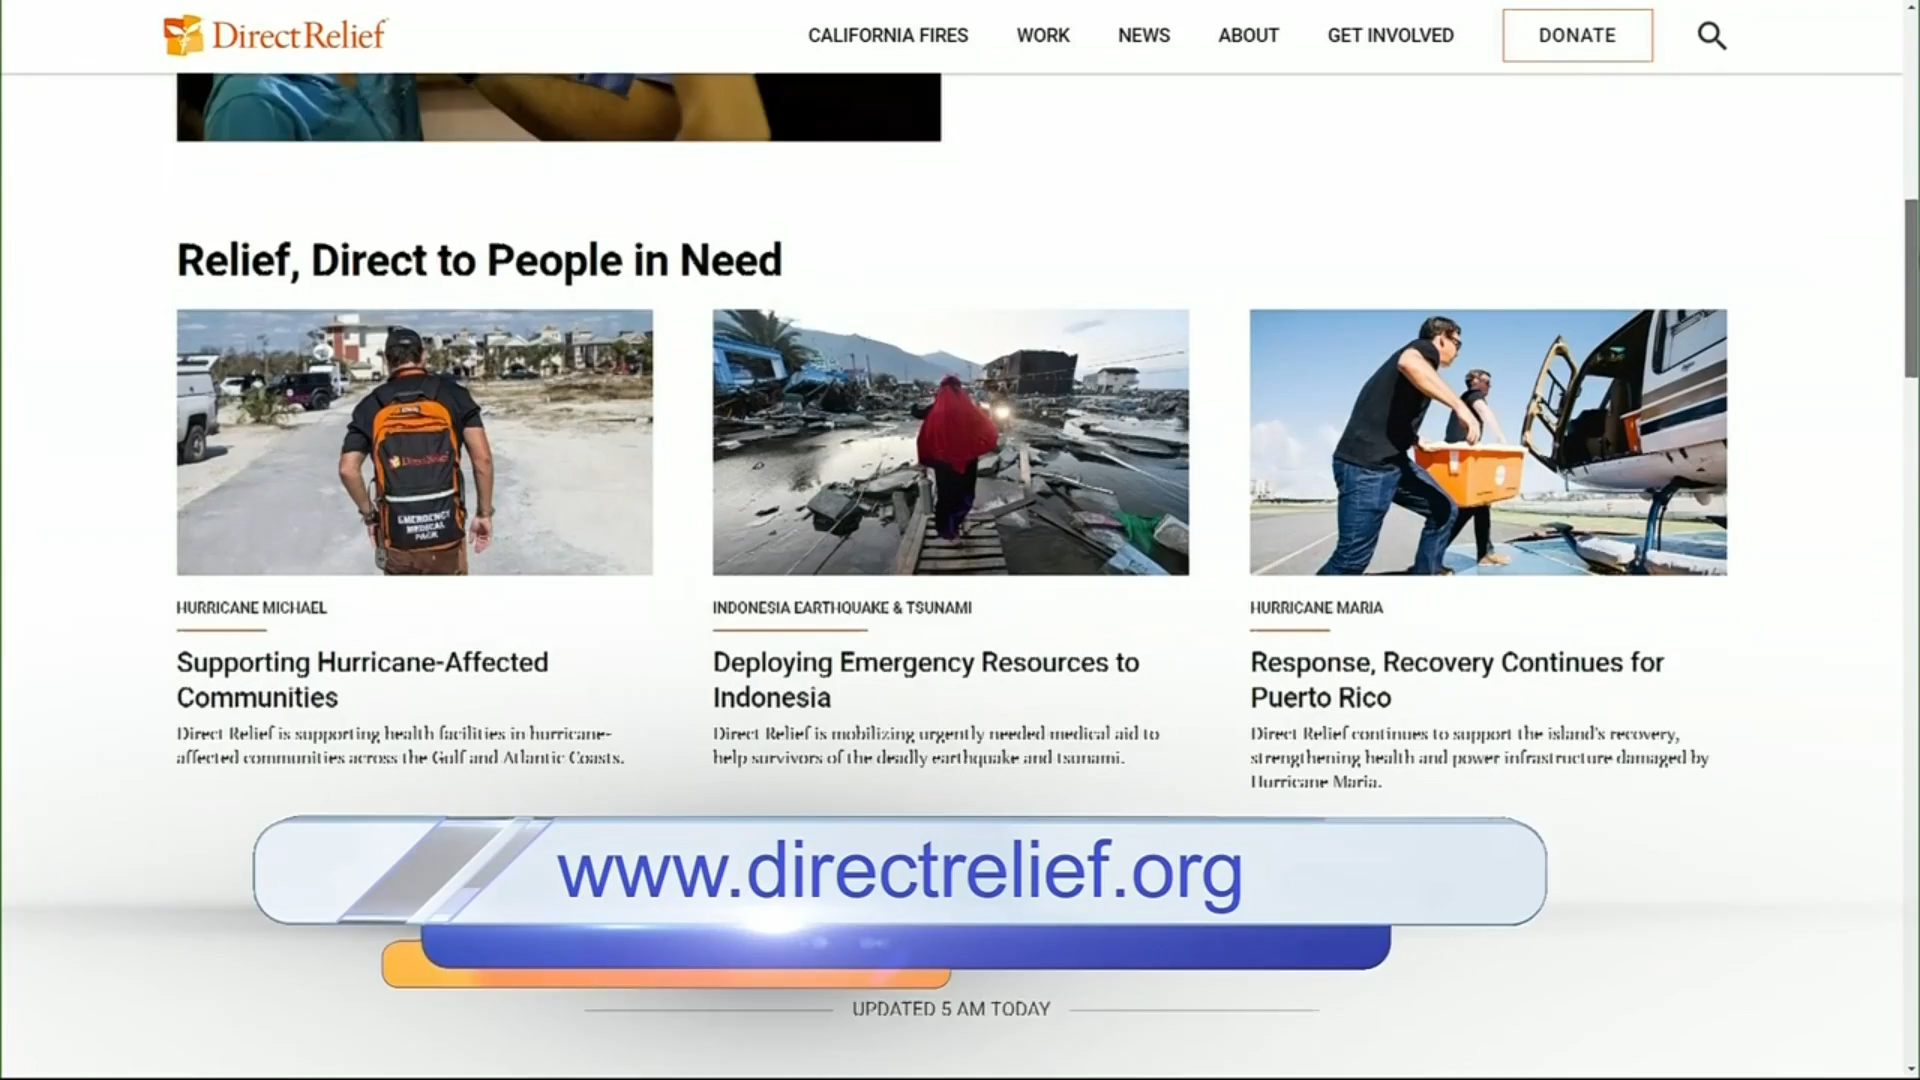 DirectRelief
CALIFORNIA FIRES
WORK
NEWS
ABOUT
GET INVOLVED
DONATE
Relief, Direct to People in Need
DirectRelief
EMERGENCY
MEDICAL
PACK
HURRICANE MICHAEL
Supporting Hurricane-Affected
Communities
Direct Relief is supporting health facilities in hurricane-
affected communities across the Gulf and Atlantic Coasts.
INDONESIA EARTHQUAKE & TSUNAMI
Deploying Emergency Resources to
Indonesia
Direct Relief is mobilizing urgently needed medical aid to
help survivors of the deadly earthquake and tsunami.
HURRICANE MARIA
Response, Recovery Continues for
Puerto Rico
Direct Relief continues to support the island's recovery,
strengthening health and power infrastructure damaged by
Hurricane Maria.
www.directrelief.org
UPDATED 5 AM TODAY